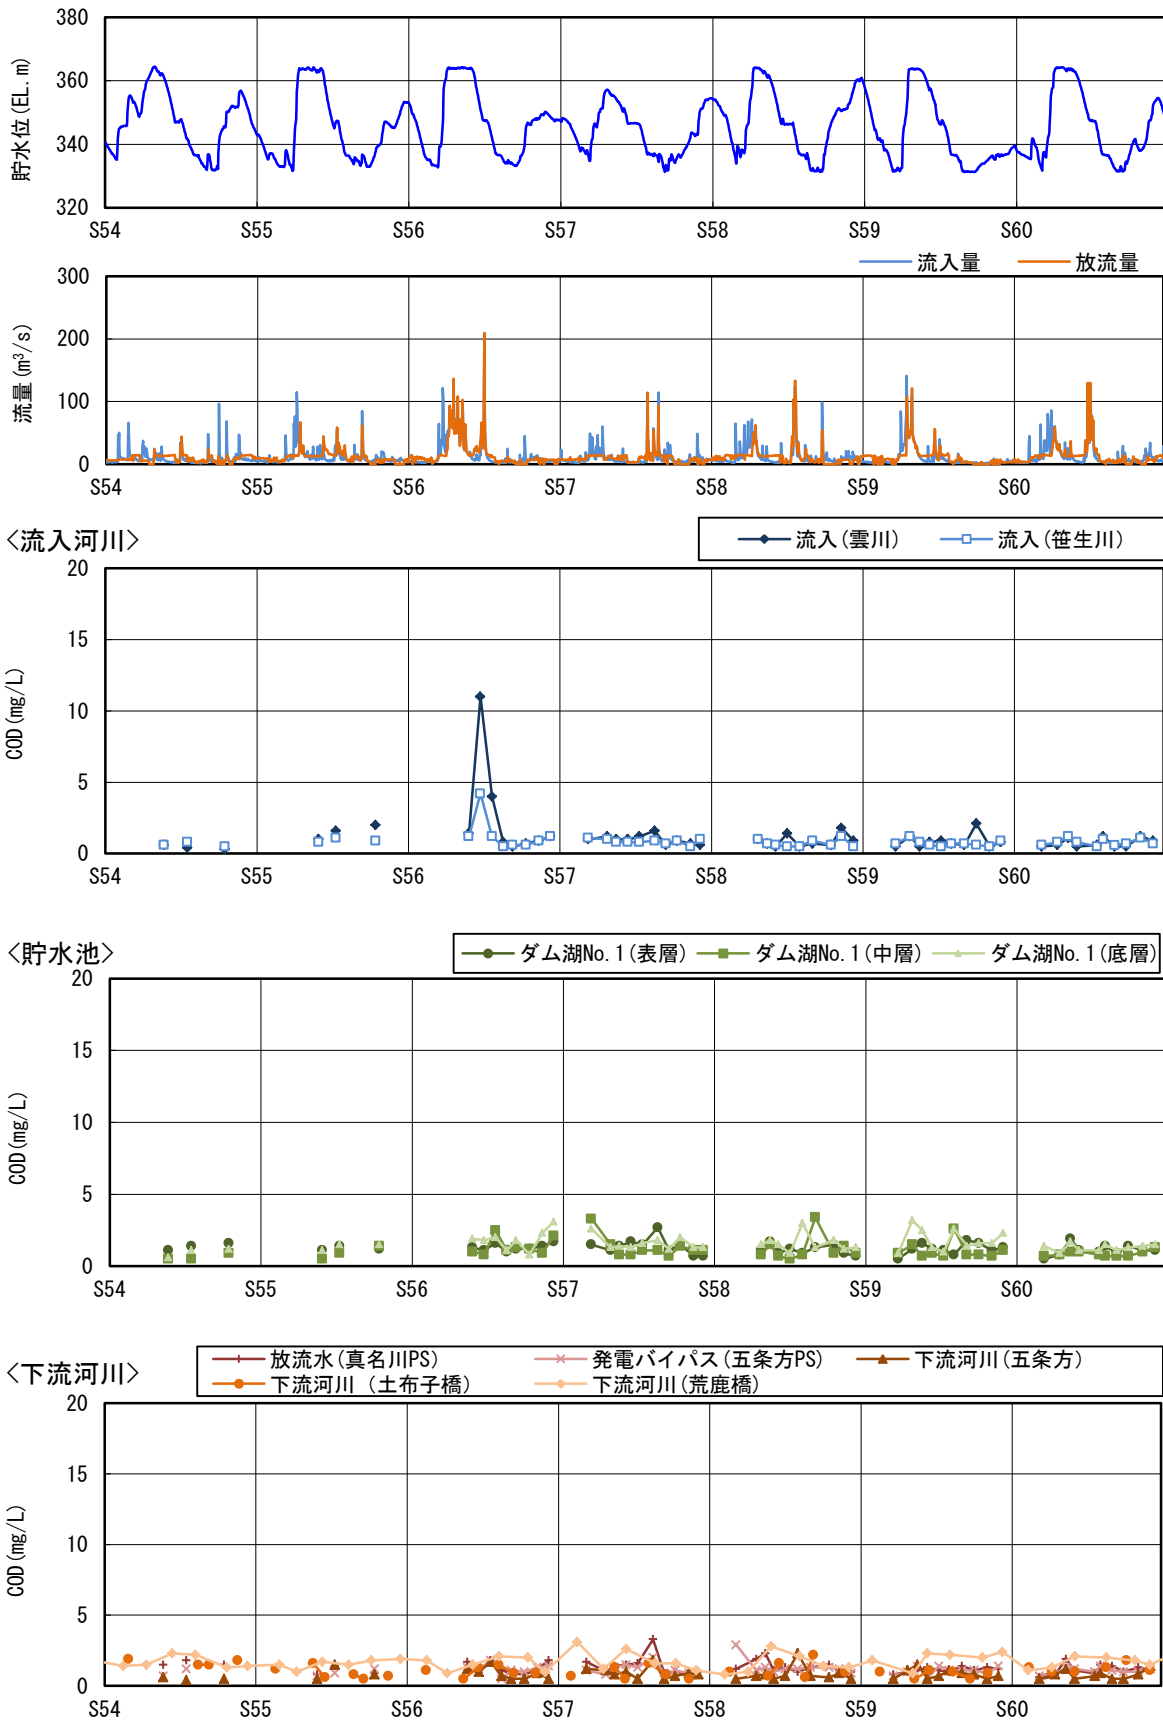 380
360
340
320
貯水位(EL.m)
S54 S55 S56 S57 S58 S59 S60
流入量 放流量
300
200
100
0
流量(m³/s)
S54 S55 S56 S57 S58 S59 S60
<流入河川>
流入(雲川) 流入(笹生川)
20
15
10
5
0
COD(mg/L)
S54 S55 S56 S57 S58 S59 S60
<貯水池>
ダム湖No.1(表層) ダム湖No.1(中層) ダム湖No.1(底層)
20
15
10
5
0
COD(mg/L)
S54 S55 S56 S57 S58 S59 S60
<下流河川>
放流水(真名川PS) 発電バイパス(五条方PS) 下流河川(五条方)
下流河川 (土布子橋) 下流河川(荒鹿橋)
20
15
10
5
0
COD(mg/L)
S54 S55 S56 S57 S58 S59 S60